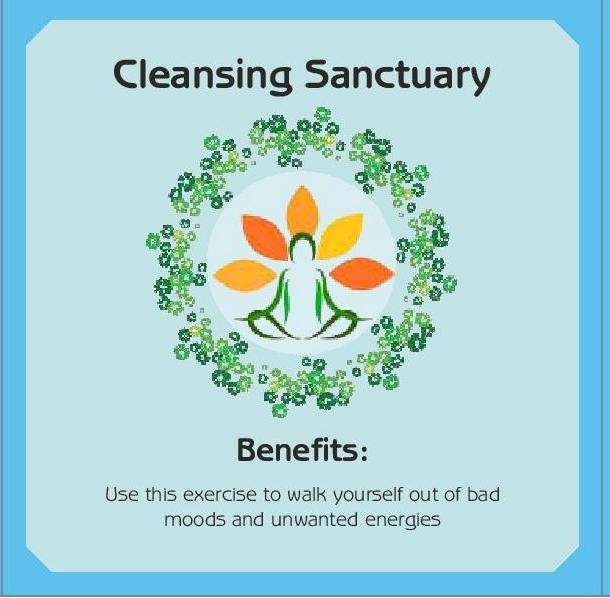 Cleansing Sanctuary
Benefits:
Use this exercise to walk yourself out of bad
moods and unwanted energies